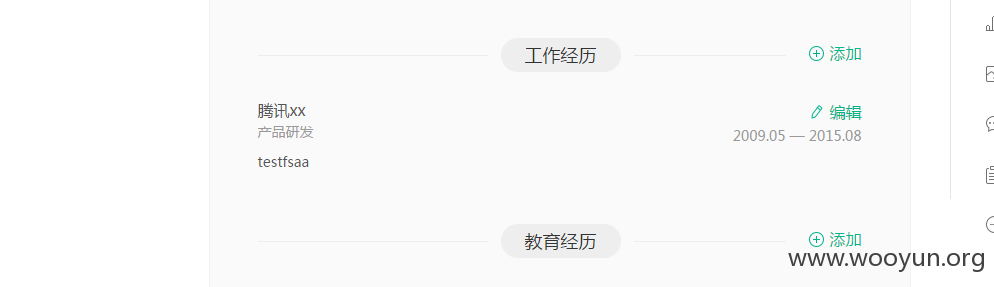 工作经历
添加
腾讯xx
编辑
产品研发
2009.05 — 2015.08
testfsaa
教育经历
添加
www.wooyun.org